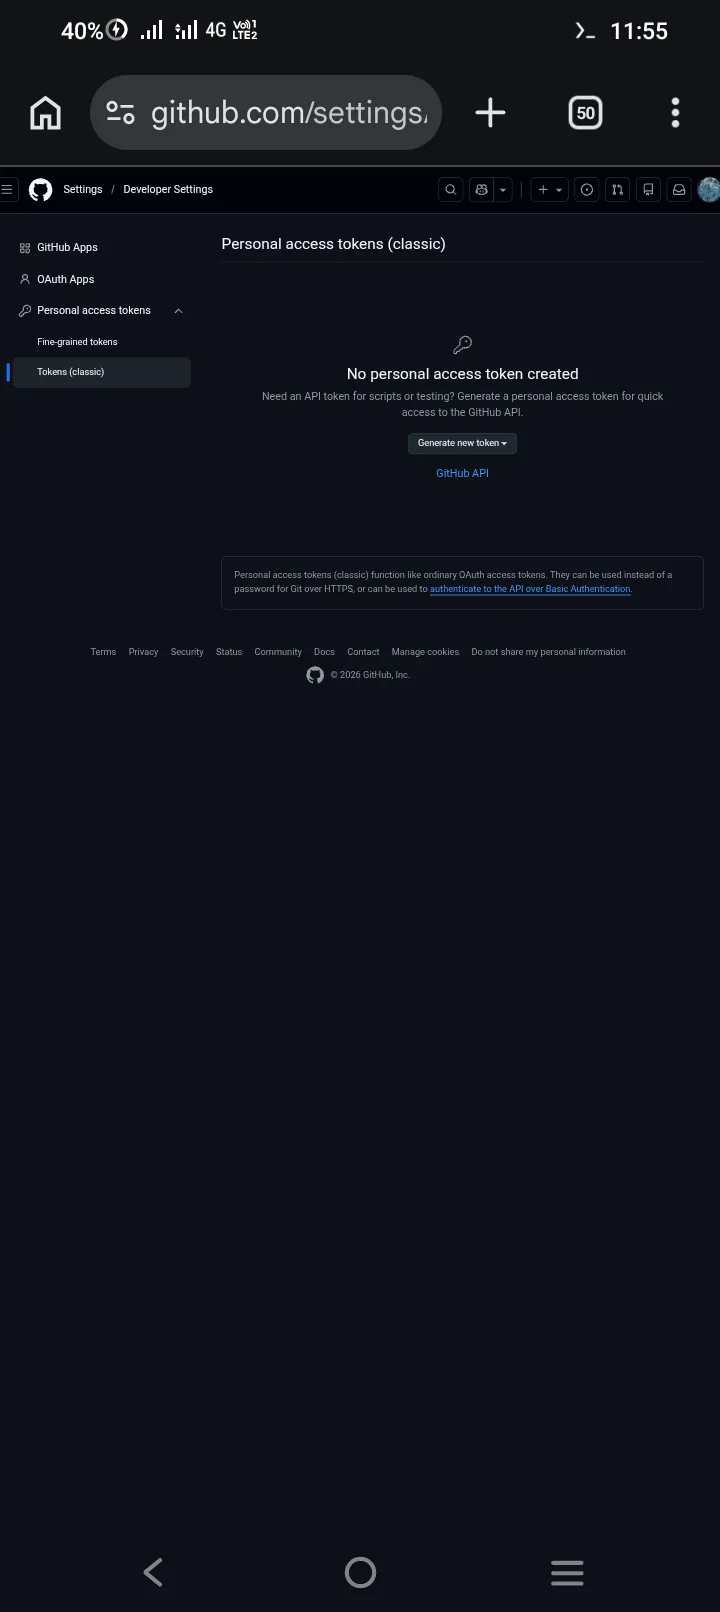 40%
4G
Vo)) 1
LTE2
11:55
github.com/settings/
50
Settings / Developer Settings
GitHub Apps
OAuth Apps
Personal access tokens
Fine-grained tokens
Tokens (classic)
Personal access tokens (classic)
No personal access token created
Need an API token for scripts or testing? Generate a personal access token for quick
access to the GitHub API.
Generate new token
GitHub API
Personal access tokens (classic) function like ordinary OAuth access tokens. They can be used instead of a
password for Git over HTTPS, or can be used to authenticate to the API over Basic Authentication.
Terms Privacy Security Status Community Docs Contact Manage cookies Do not share my personal information
© 2026 GitHub, Inc.